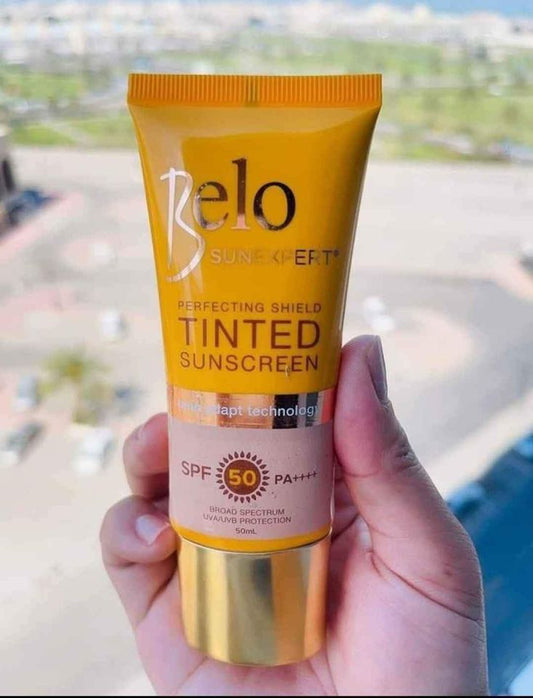 Belo
SUNEXPERT®
PERFECTING SHIELD
TINTED
SUNSCREEN
adapt technology
SPF 50 PA++++
BROAD SPECTRUM
UVA/UVB PROTECTION
50mL